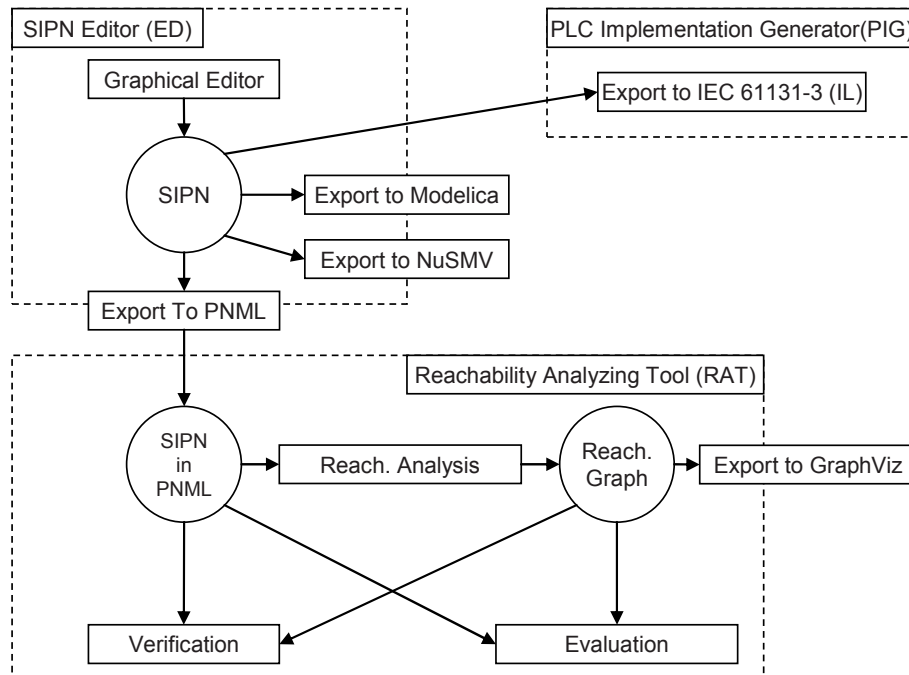 SIPN Editor (ED)
PLC Implementation Generator(PIG)
Graphical Editor
Export to IEC 61131-3 (IL)
SIPN
Export to Modelica
Export to NuSMV
Export To PNML
Reachability Analyzing Tool (RAT)
SIPN
in
PNML
Reach. Analysis
Reach.
Graph
Export to GraphViz
Verification
Evaluation